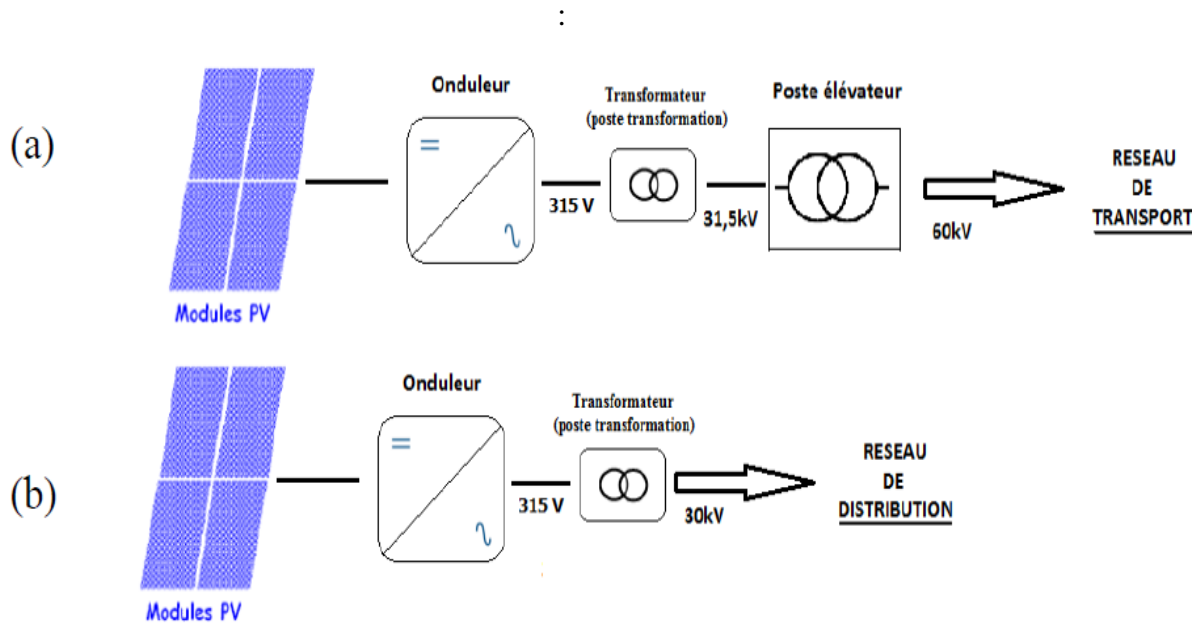 :
(a)
Onduleur
Transformateur
(poste transformation)
Poste élévateur
315 V
31,5kV
60kV
RESEAU
DE
TRANSPORT
Modules PV
(b)
Onduleur
Transformateur
(poste transformation)
315 V
30kV
RESEAU
DE
DISTRIBUTION
Modules PV